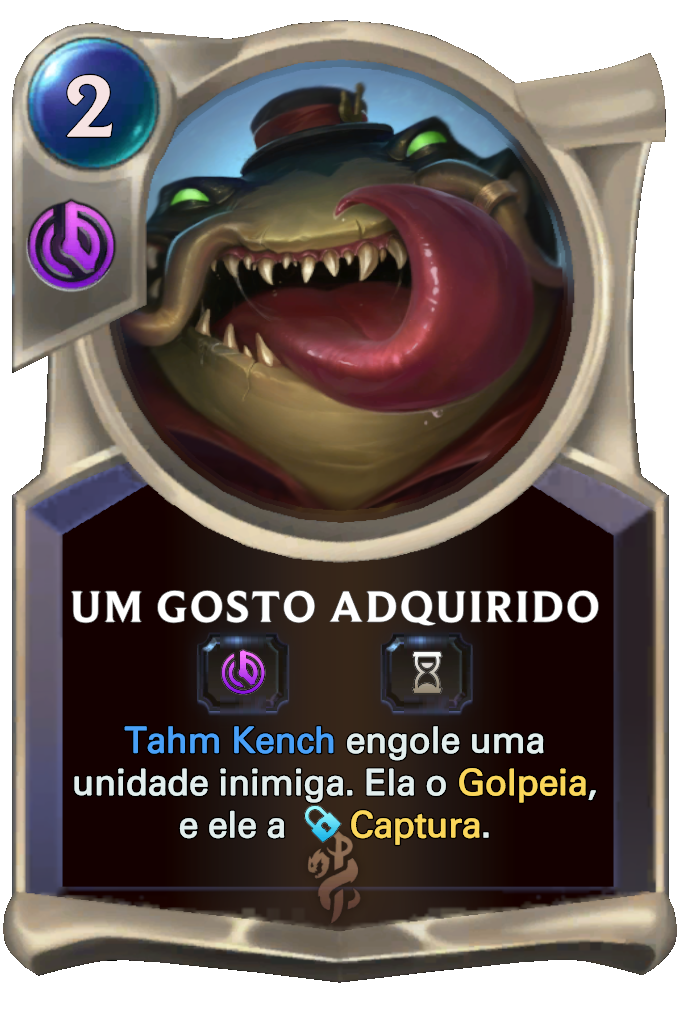 2
UM GOSTO ADQUIRIDO
Tahm Kench engole uma
unidade inimiga. Ela o Golpeia,
e ele a Captura.